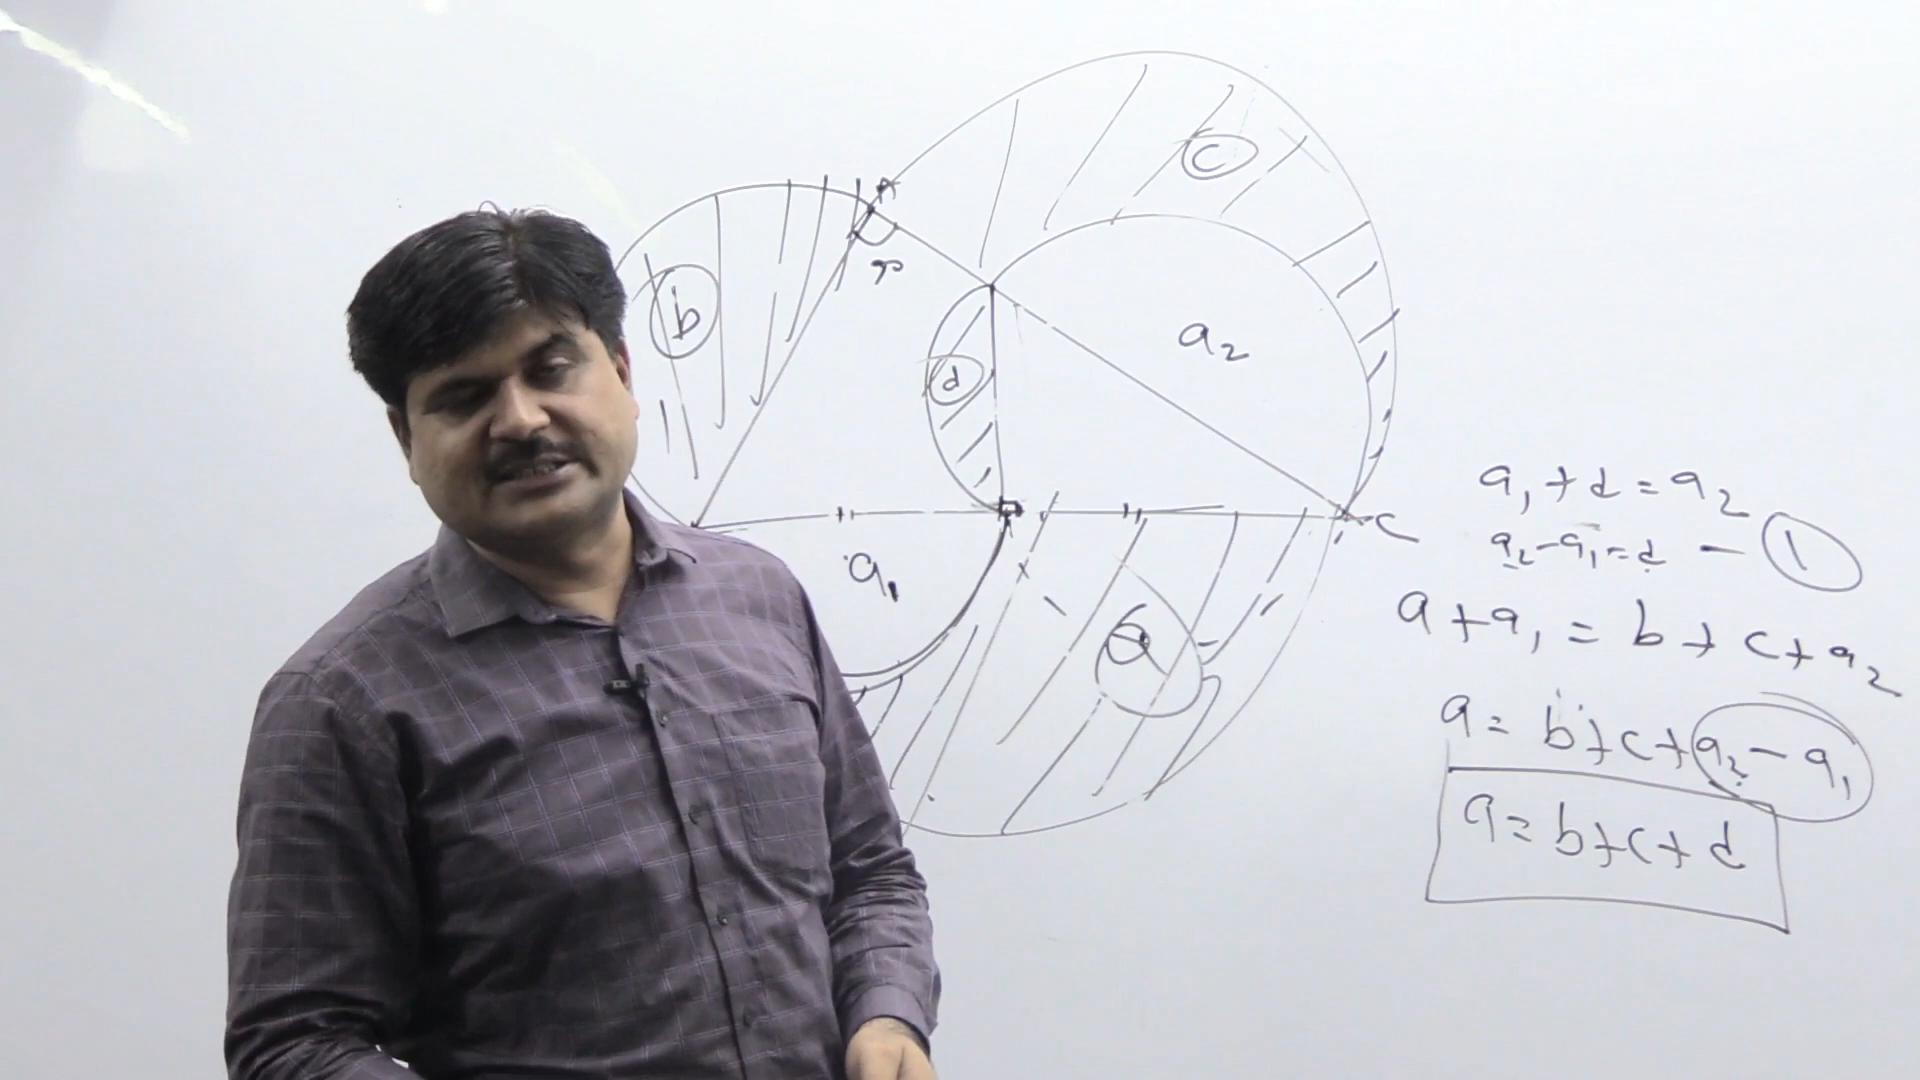 A
c
b
d
a₂
C
a₁
a
a₁ + d = a₂
a₂ - a₁ = d — 1
a + a₁ = b + c + a₂
a = b + c + a₂ - a₁
a = b + c + d